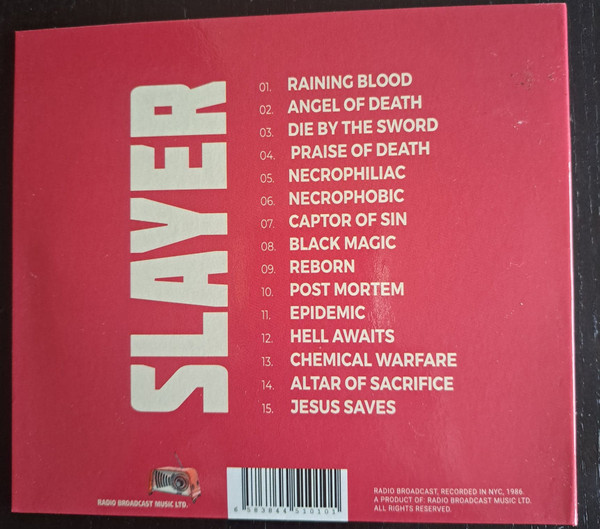 SLAYER
01. RAINING BLOOD
02. ANGEL OF DEATH
03. DIE BY THE SWORD
04. PRAISE OF DEATH
05. NECROPHILIAC
06. NECROPHOBIC
07. CAPTOR OF SIN
08. BLACK MAGIC
09. REBORN
10. POST MORTEM
11. EPIDEMIC
12. HELL AWAITS
13. CHEMICAL WARFARE
14. ALTAR OF SACRIFICE
15. JESUS SAVES
RADIO BROADCAST MUSIC LTD.
6 583844 510101
RADIO BROADCAST, RECORDED IN NYC, 1986.
A PRODUCT OF: RADIO BROADCAST MUSIC LTD.
ALL RIGHTS RESERVED.